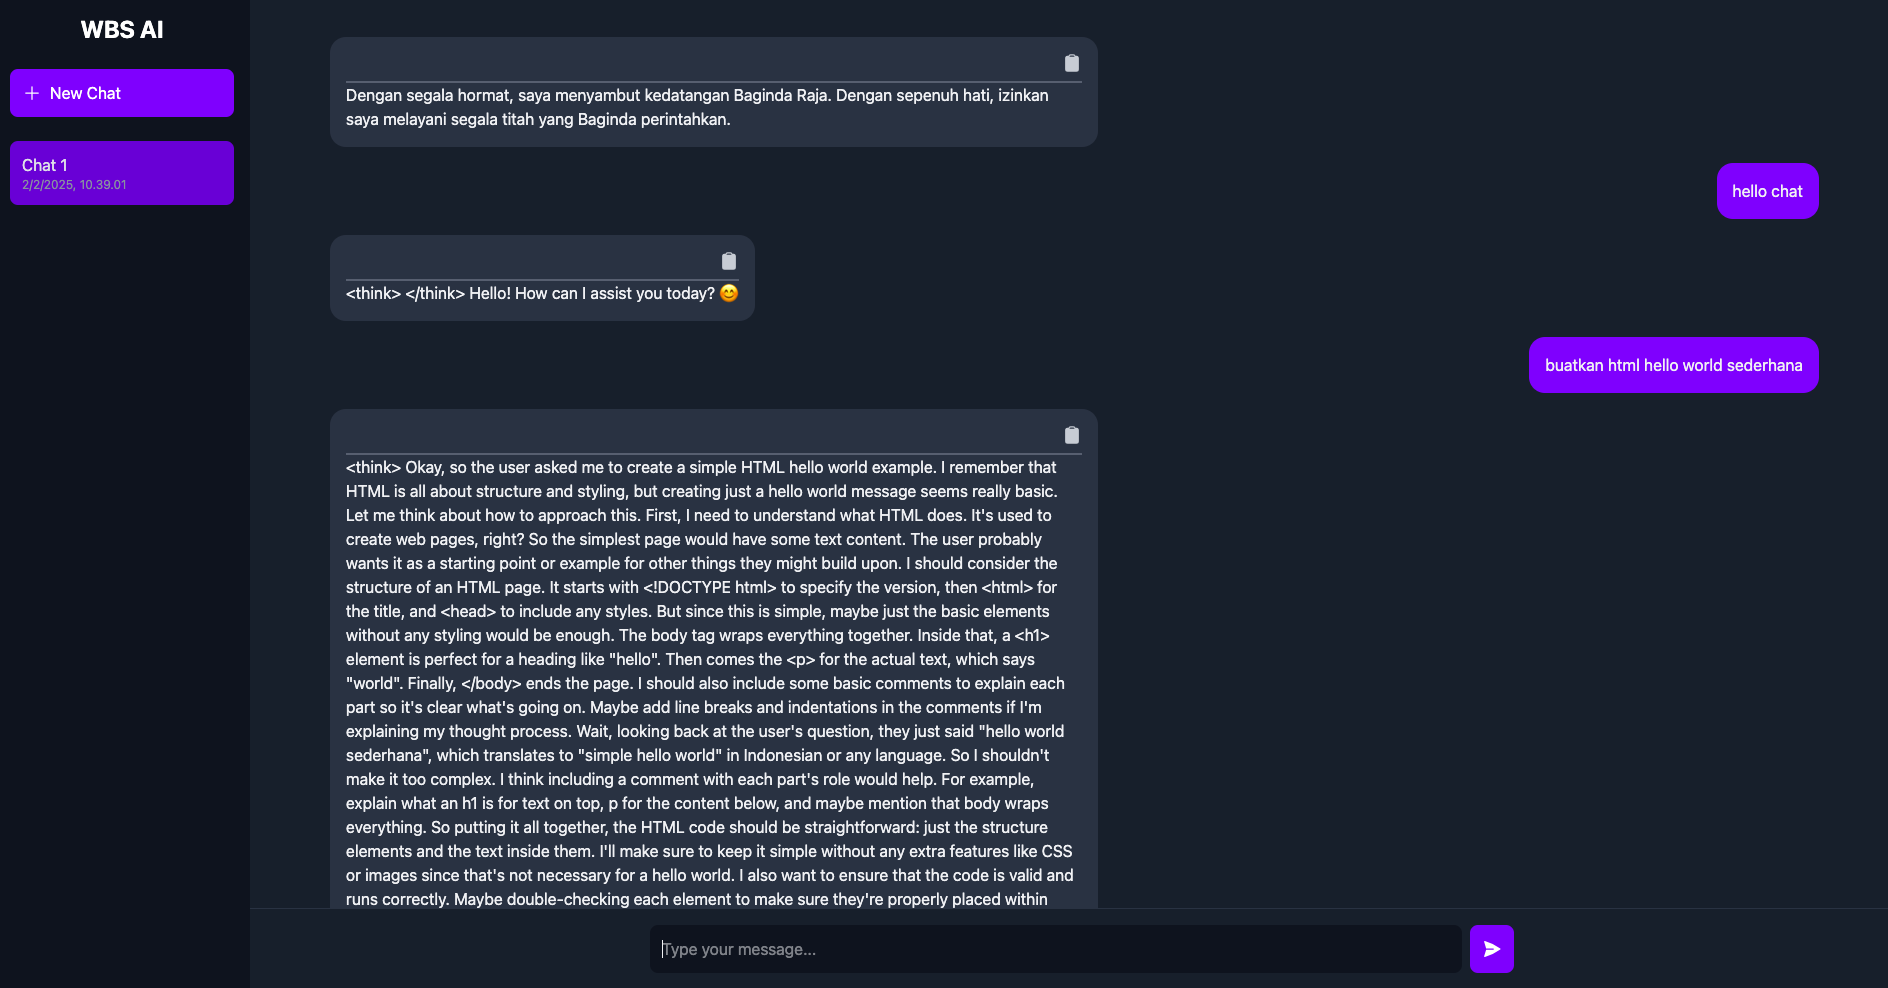 WBS AI
New Chat
Chat 1
2/2/2025, 10.39.01
Dengan segala hormat, saya menyambut kedatangan Baginda Raja. Dengan sepenuh hati, izinkan
saya melayani segala titah yang Baginda perintahkan.
hello chat
<think> </think> Hello! How can I assist you today? 😊
buatkan html hello world sederhana
<think> Okay, so the user asked me to create a simple HTML hello world example. I remember that
HTML is all about structure and styling, but creating just a hello world message seems really basic.
Let me think about how to approach this. First, I need to understand what HTML does. It's used to
create web pages, right? So the simplest page would have some text content. The user probably
wants it as a starting point or example for other things they might build upon. I should consider the
structure of an HTML page. It starts with <!DOCTYPE html> to specify the version, then <html> for
the title, and <head> to include any styles. But since this is simple, maybe just the basic elements
without any styling would be enough. The body tag wraps everything together. Inside that, a <h1>
element is perfect for a heading like "hello". Then comes the <p> for the actual text, which says
"world". Finally, </body> ends the page. I should also include some basic comments to explain each
part so it's clear what's going on. Maybe add line breaks and indentations in the comments if I'm
explaining my thought process. Wait, looking back at the user's question, they just said "hello world
sederhana", which translates to "simple hello world" in Indonesian or any language. So I shouldn't
make it too complex. I think including a comment with each part's role would help. For example,
explain what an h1 is for text on top, p for the content below, and maybe mention that body wraps
everything. So putting it all together, the HTML code should be straightforward: just the structure
elements and the text inside them. I'll make sure to keep it simple without any extra features like CSS
or images since that's not necessary for a hello world. I also want to ensure that the code is valid and
runs correctly. Maybe double-checking each element to make sure they're properly placed within
Type your message...